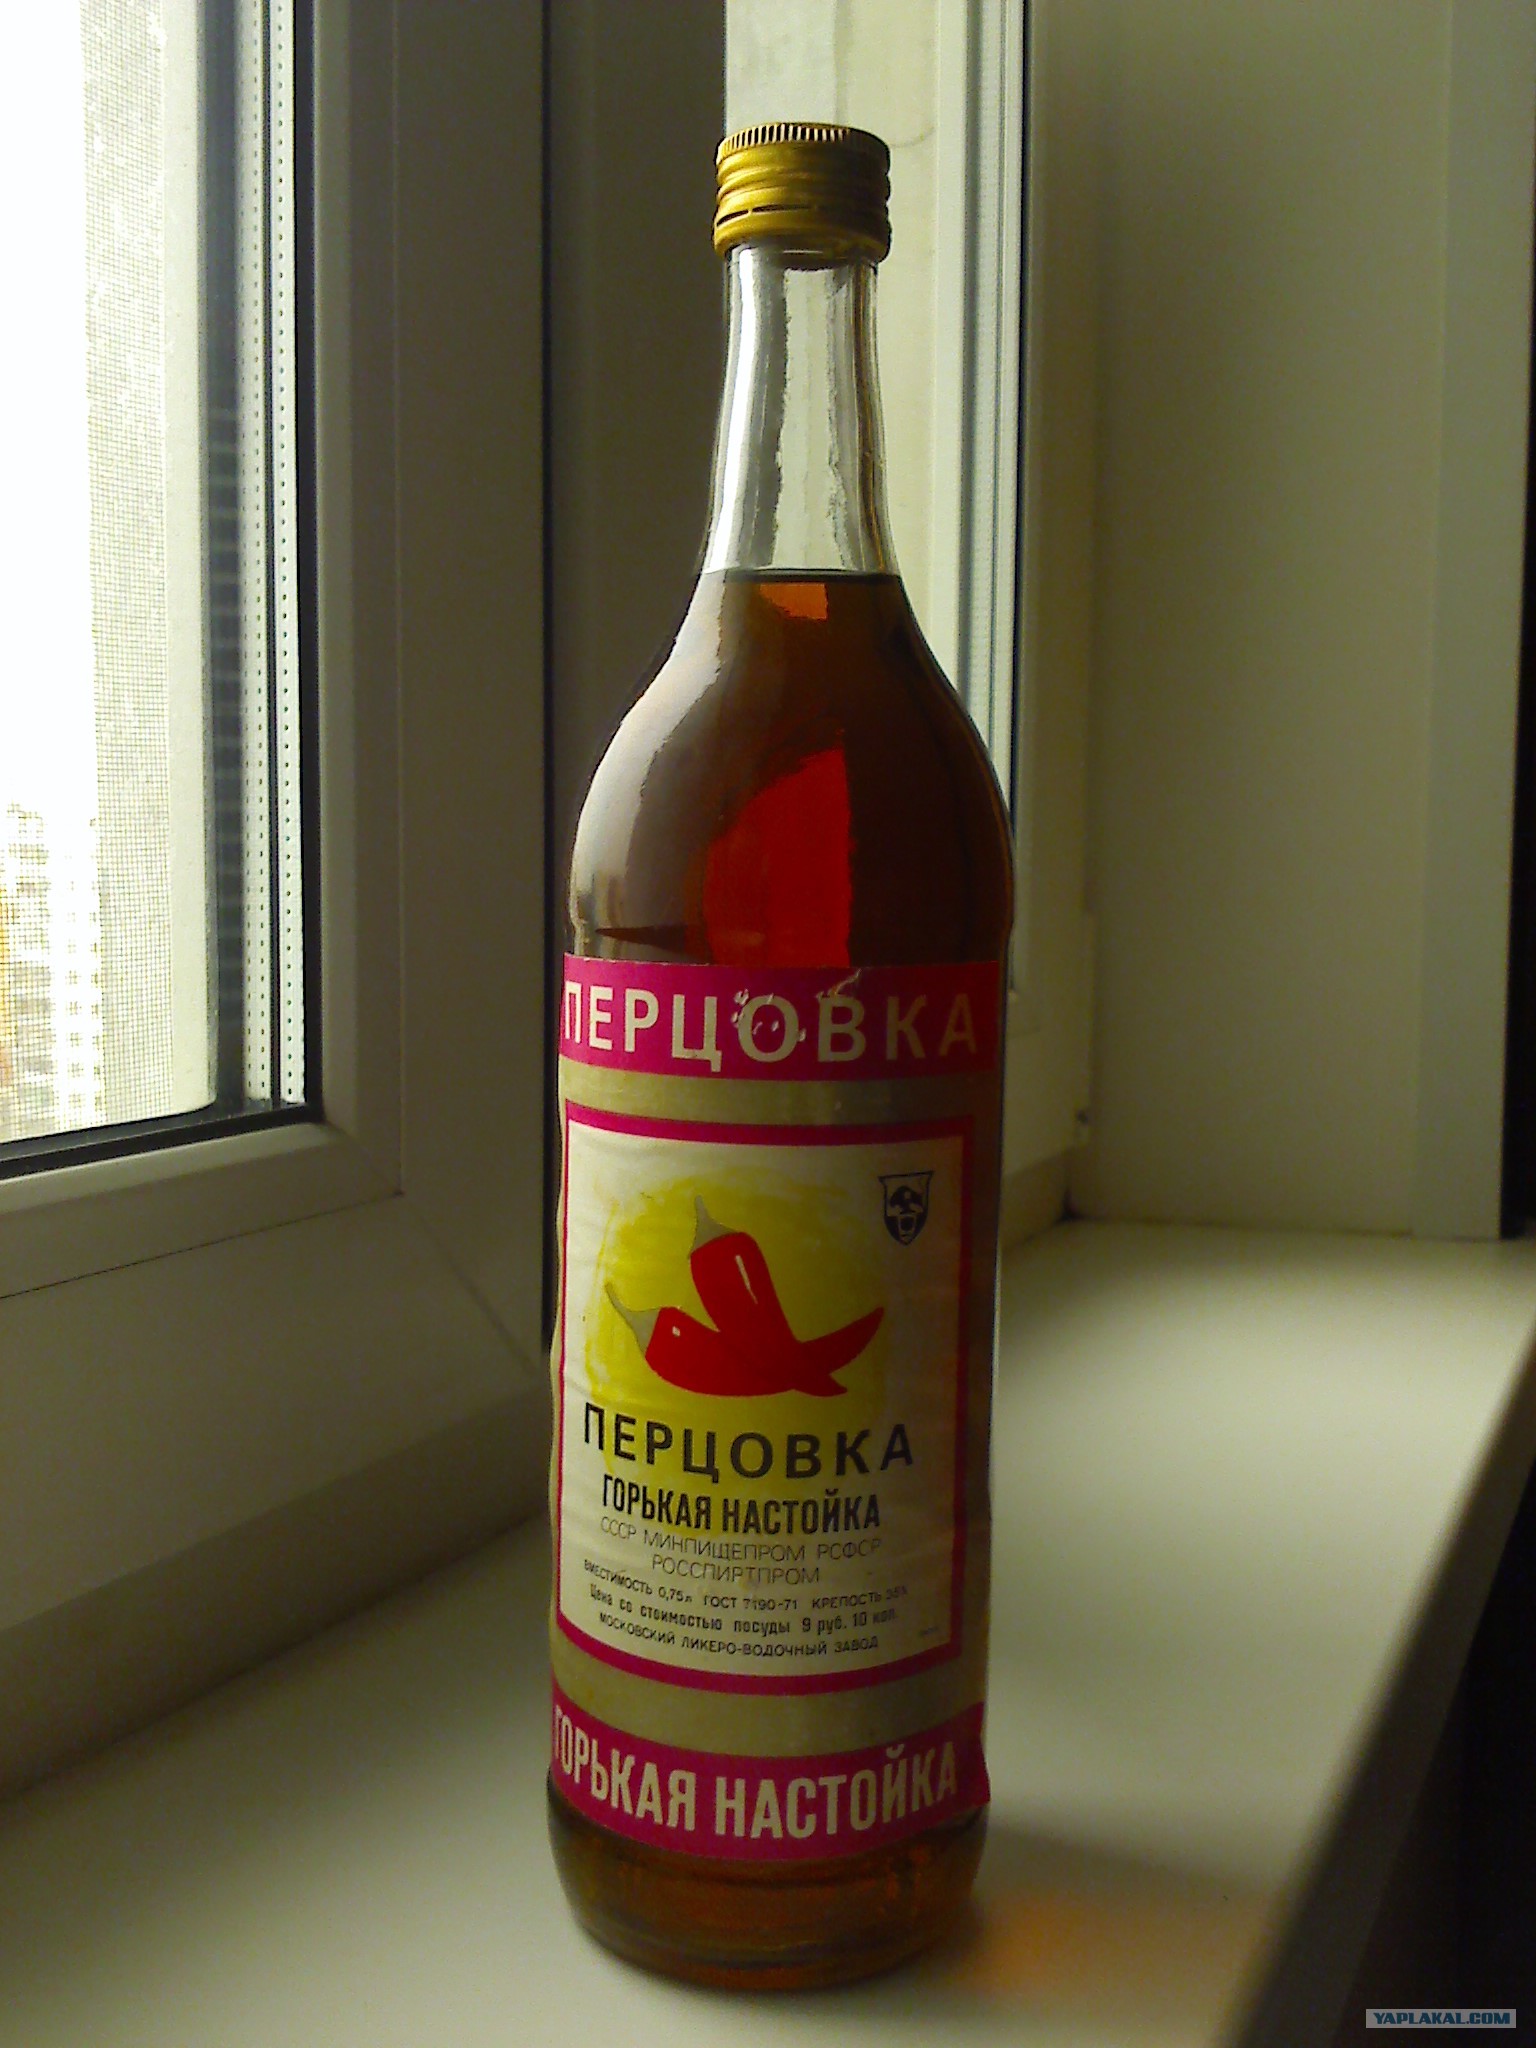 ПЕРЦОВКА
ПЕРЦОВКА
ГОРЬКАЯ НАСТОЙКА
СССР МИНПИЩЕПРОМ РСФСР
РОССПИРТПРОМ
ВМЕСТИМОСТЬ 0,75л ГОСТ 7190-71 КРЕПОСТЬ 35%
Цена со стоимостью посуды 9 руб. 10 коп.
МОСКОВСКИЙ ЛИКЕРО-ВОДОЧНЫЙ ЗАВОД
ГОРЬКАЯ НАСТОЙКА
YAPLAKAL.COM